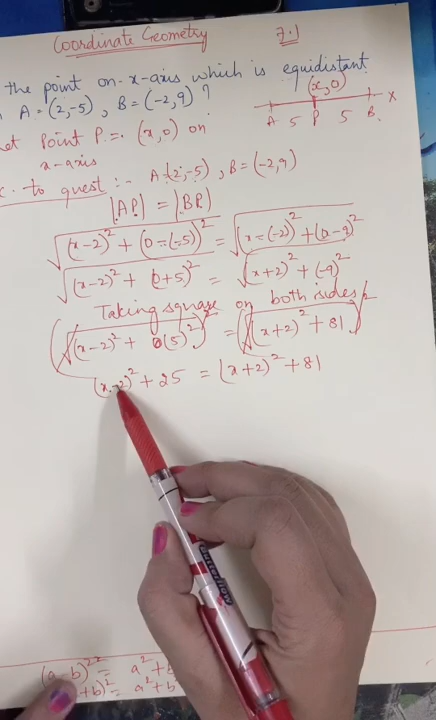 Coordinate Geometry 7.1
the point on x-axis which is equidistant
A = (2,-5), B = (-2,9) ?
(x,0)
A 5 P 5 B X
Let Point P = (x,0) on
x-axis
to quest :- A(2,-5), B=(-2,9)
|AP| = |BP|
√(x-2)² + (0-(-5))² = √(x-(-2))² + (0-9)²
√(x-2)² + (0+5)² = √(x+2)² + (-9)²
Taking square on both sides
(√(x-2)² + (5)²)² = (√(x+2)² + 81)²
(x-2)² + 25 = (x+2)² + 81
Butterflow
(a-b)² = a² + b
+b)² = a² + b